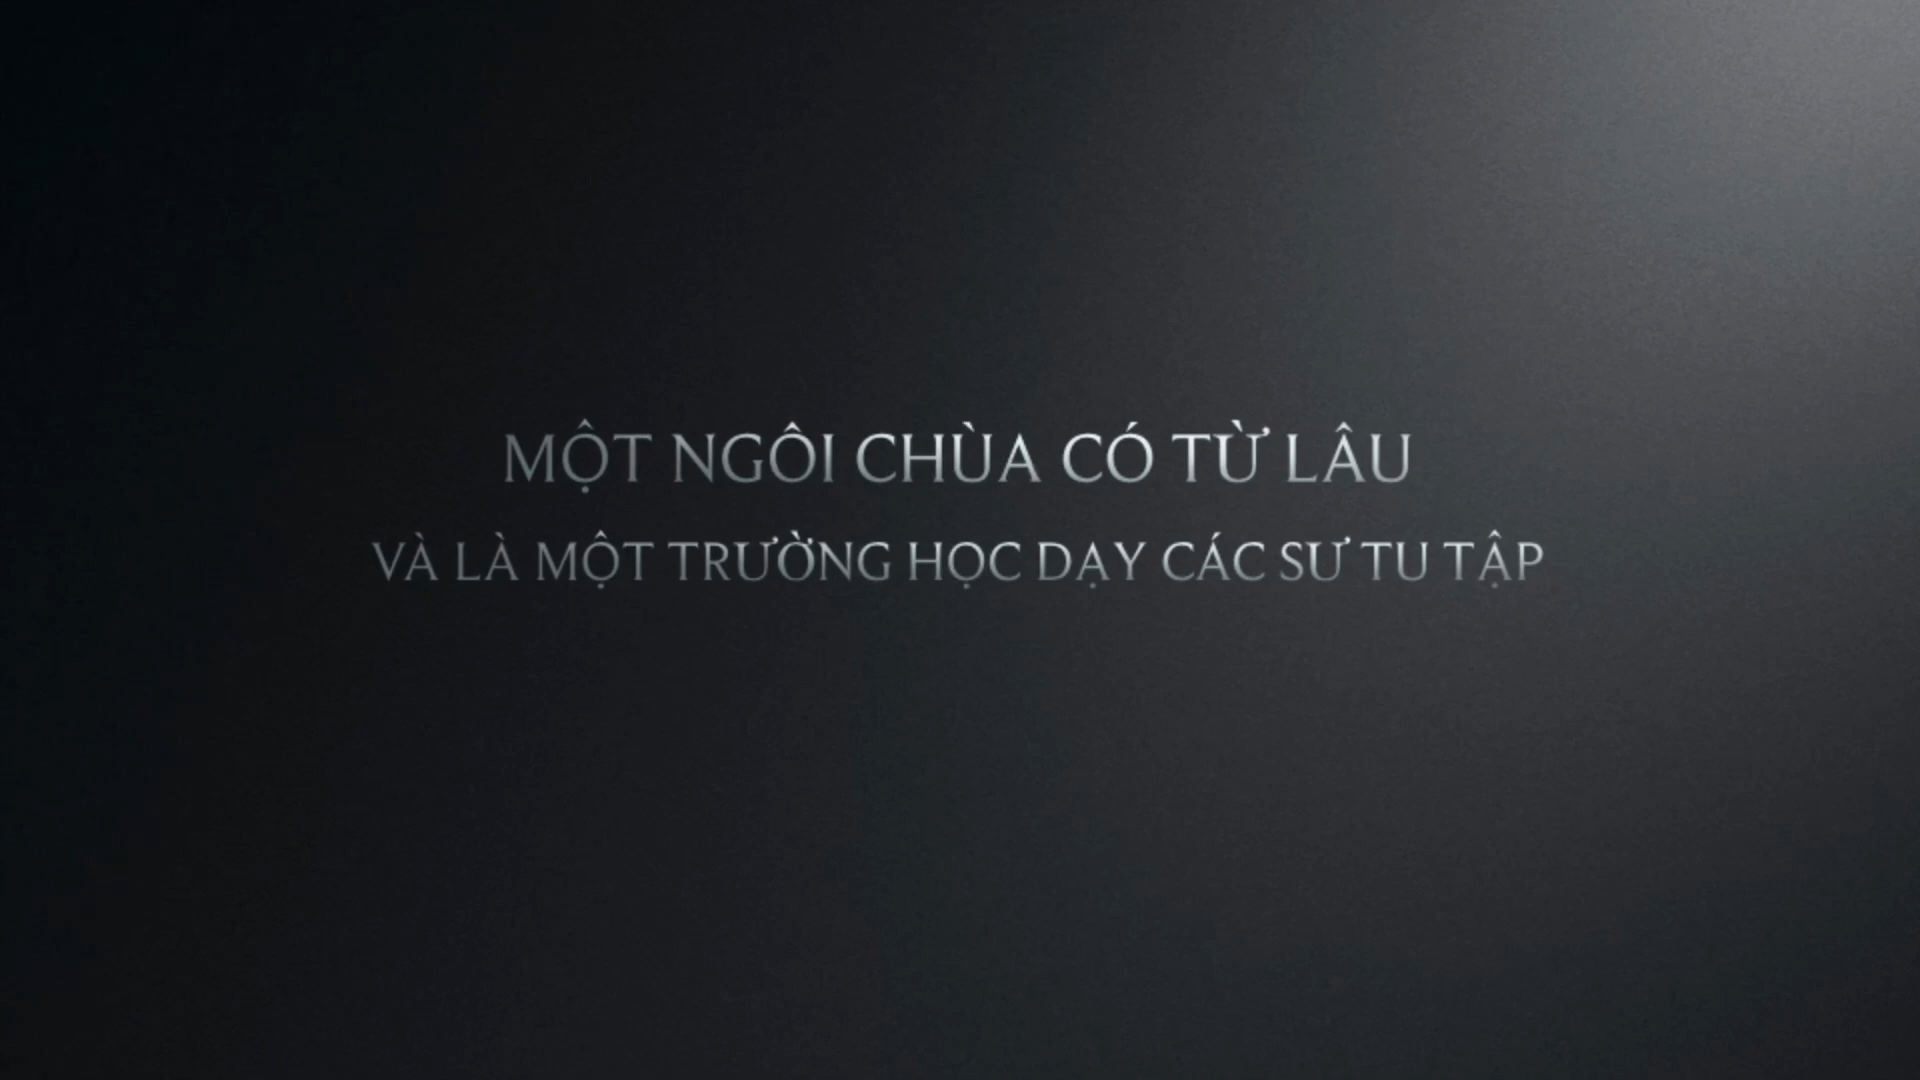 MỘT NGÔI CHÙA CÓ TỪ LÂU
VÀ LÀ MỘT TRƯỜNG HỌC DẠY CÁC SƯ TU TẬP